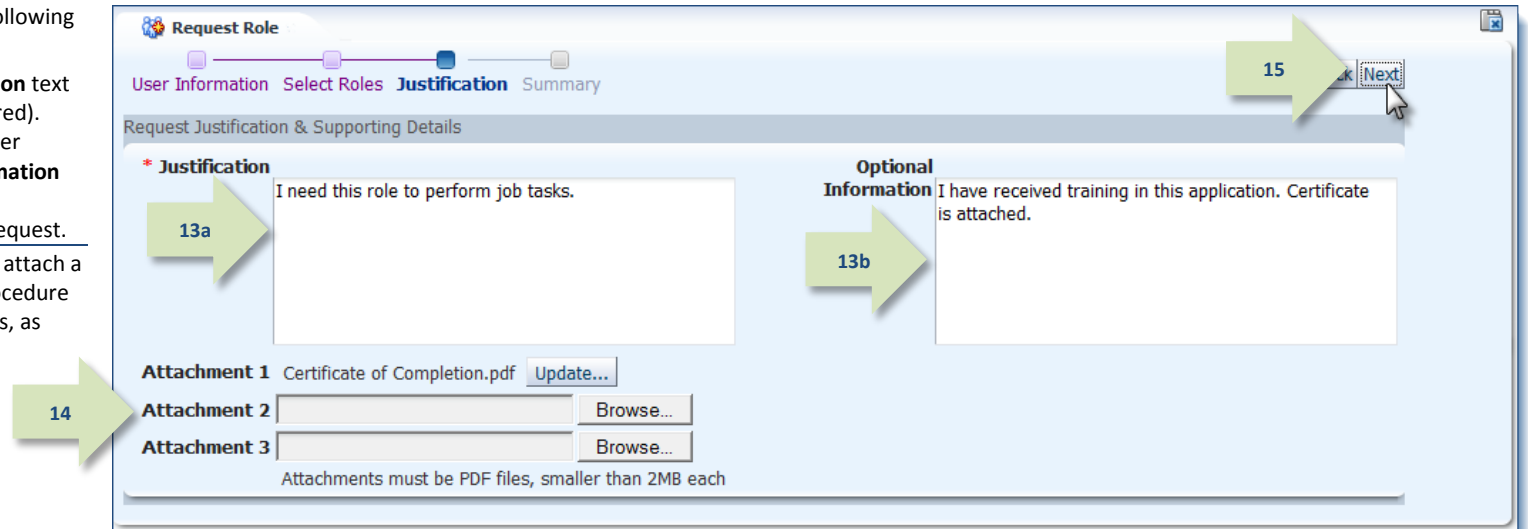 ollowing
on text
red).
er
mation
equest.
attach a
ocedure
s, as
Request Role
User Information Select Roles Justification Summary
15
ck Next
Request Justification & Supporting Details
* Justification
I need this role to perform job tasks.
13a
Optional
Information
I have received training in this application. Certificate
is attached.
13b
Attachment 1 Certificate of Completion.pdf Update...
14
Attachment 2 Browse...
Attachment 3 Browse...
Attachments must be PDF files, smaller than 2MB each